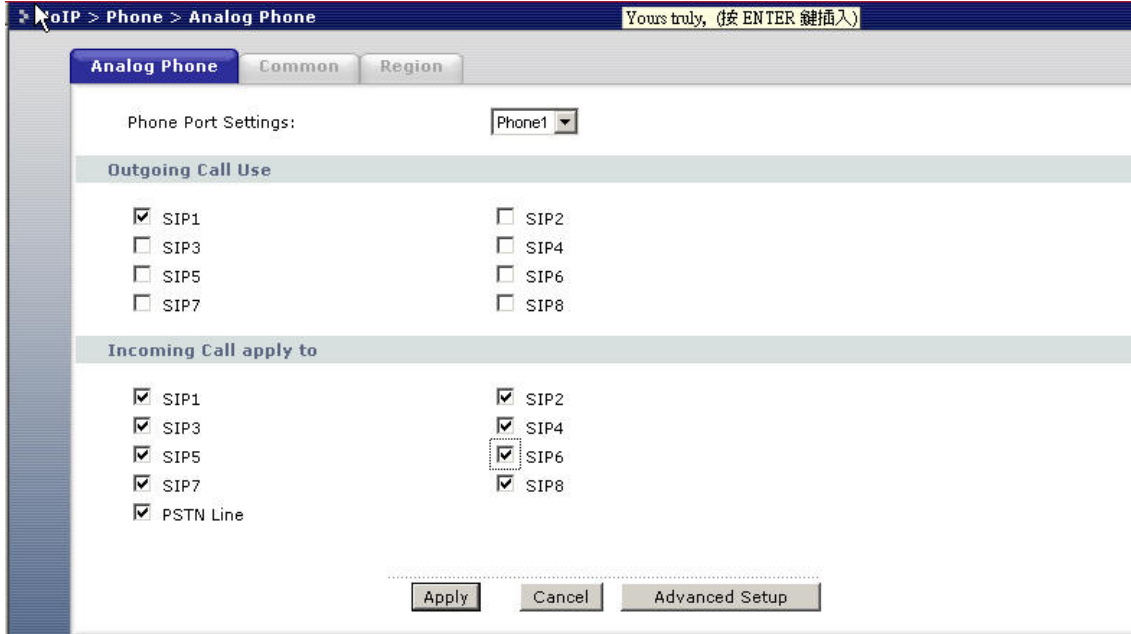 VoIP > Phone > Analog Phone
Yours truly, (按 ENTER 鍵插入)
Analog Phone Common Region
Phone Port Settings: Phone1
Outgoing Call Use
SIP1 SIP2
SIP3 SIP4
SIP5 SIP6
SIP7 SIP8
Incoming Call apply to
SIP1 SIP2
SIP3 SIP4
SIP5 SIP6
SIP7 SIP8
PSTN Line
Apply Cancel Advanced Setup